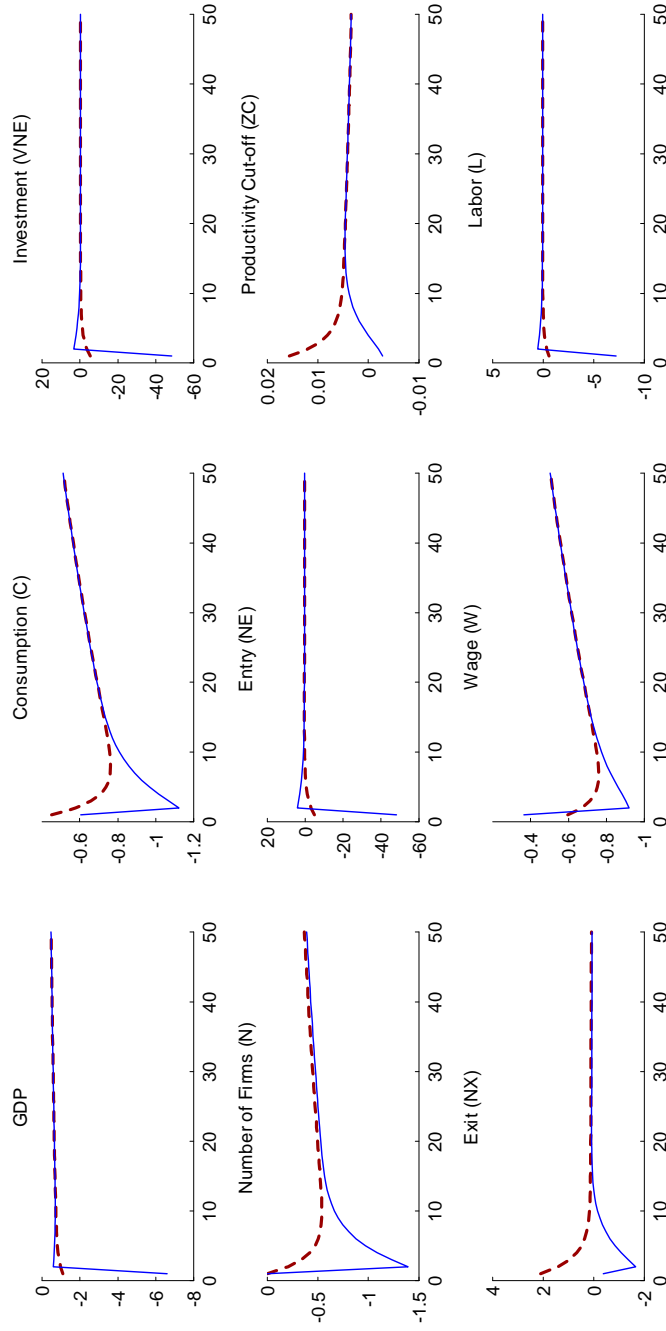 GDP
0
-2
-4
-6
-8
0 10 20 30 40 50
Consumption (C)
-0.6
-0.8
-1
-1.2
0 10 20 30 40 50
Investment (VNE)
20
0
-20
-40
-60
0 10 20 30 40 50
Number of Firms (N)
0
-0.5
-1
-1.5
0 10 20 30 40 50
Entry (NE)
20
0
-20
-40
-60
0 10 20 30 40 50
Productivity Cut-off (ZC)
0.02
0.01
0
-0.01
0 10 20 30 40 50
Exit (NX)
4
2
0
-2
0 10 20 30 40 50
Wage (W)
-0.4
-0.6
-0.8
-1
0 10 20 30 40 50
Labor (L)
5
0
-5
-10
0 10 20 30 40 50